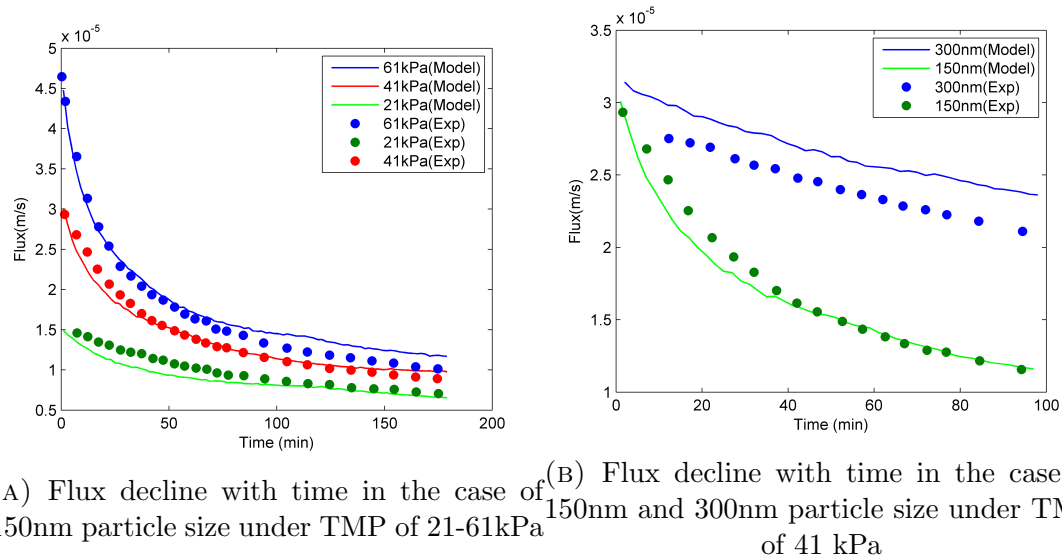 x 10⁻⁵
5
4.5
4
3.5
3
2.5
2
1.5
1
0.5
0
50
100
150
200
Flux(m/s)
Time (min)
61kPa(Model)
41kPa(Model)
21kPa(Model)
61kPa(Exp)
21kPa(Exp)
41kPa(Exp)
A) Flux decline with time in the case of
150nm particle size under TMP of 21-61kPa
x 10⁻⁵
3.5
3
2.5
2
1.5
1
0
20
40
60
80
100
Flux(m/s)
Time (min)
300nm(Model)
150nm(Model)
300nm(Exp)
150nm(Exp)
(B) Flux decline with time in the case
150nm and 300nm particle size under TM
of 41 kPa